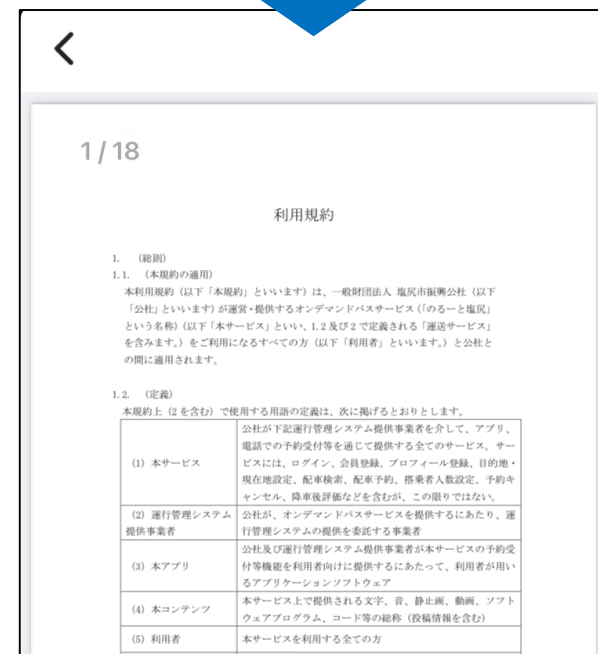 1 / 18
利用規約
1. （総則）
1.1. （本規約の適用）
本利用規約（以下「本規約」といいます）は、一般財団法人 塩尻市振興公社（以下
「公社」といいます）が運営・提供するオンデマンドバスサービス（「のるーと塩尻」
という名称）（以下「本サービス」といい、1.2 及び 2 で定義される「運送サービス」
を含みます。）をご利用になるすべての方（以下「利用者」といいます。）と公社と
の間に適用されます。
1.2. （定義）
本規約上（2 を含む）で使用する用語の定義は、次に掲げるとおりとします。
(1) 本サービス
公社が下記運行管理システム提供事業者を介して、アプリ、
電話での予約受付等を通じて提供する全てのサービス。サー
ビスには、ログイン、会員登録、プロフィール登録、目的地・
現在地設定、配車検索、配車予約、搭乗者人数設定、予約キ
ャンセル、降車後評価などを含むが、この限りではない。
(2) 運行管理システム
提供事業者
公社が、オンデマンドバスサービスを提供するにあたり、運
行管理システムの提供を委託する事業者
(3) 本アプリ
公社及び運行管理システム提供事業者が本サービスの予約受
付等機能を利用者向けに提供するにあたって、利用者が用い
るアプリケーションソフトウェア
(4) 本コンテンツ
本サービス上で提供される文字、音、静止画、動画、ソフト
ウェアプログラム、コード等の総称（投稿情報を含む）
(5) 利用者
本サービスを利用する全ての方